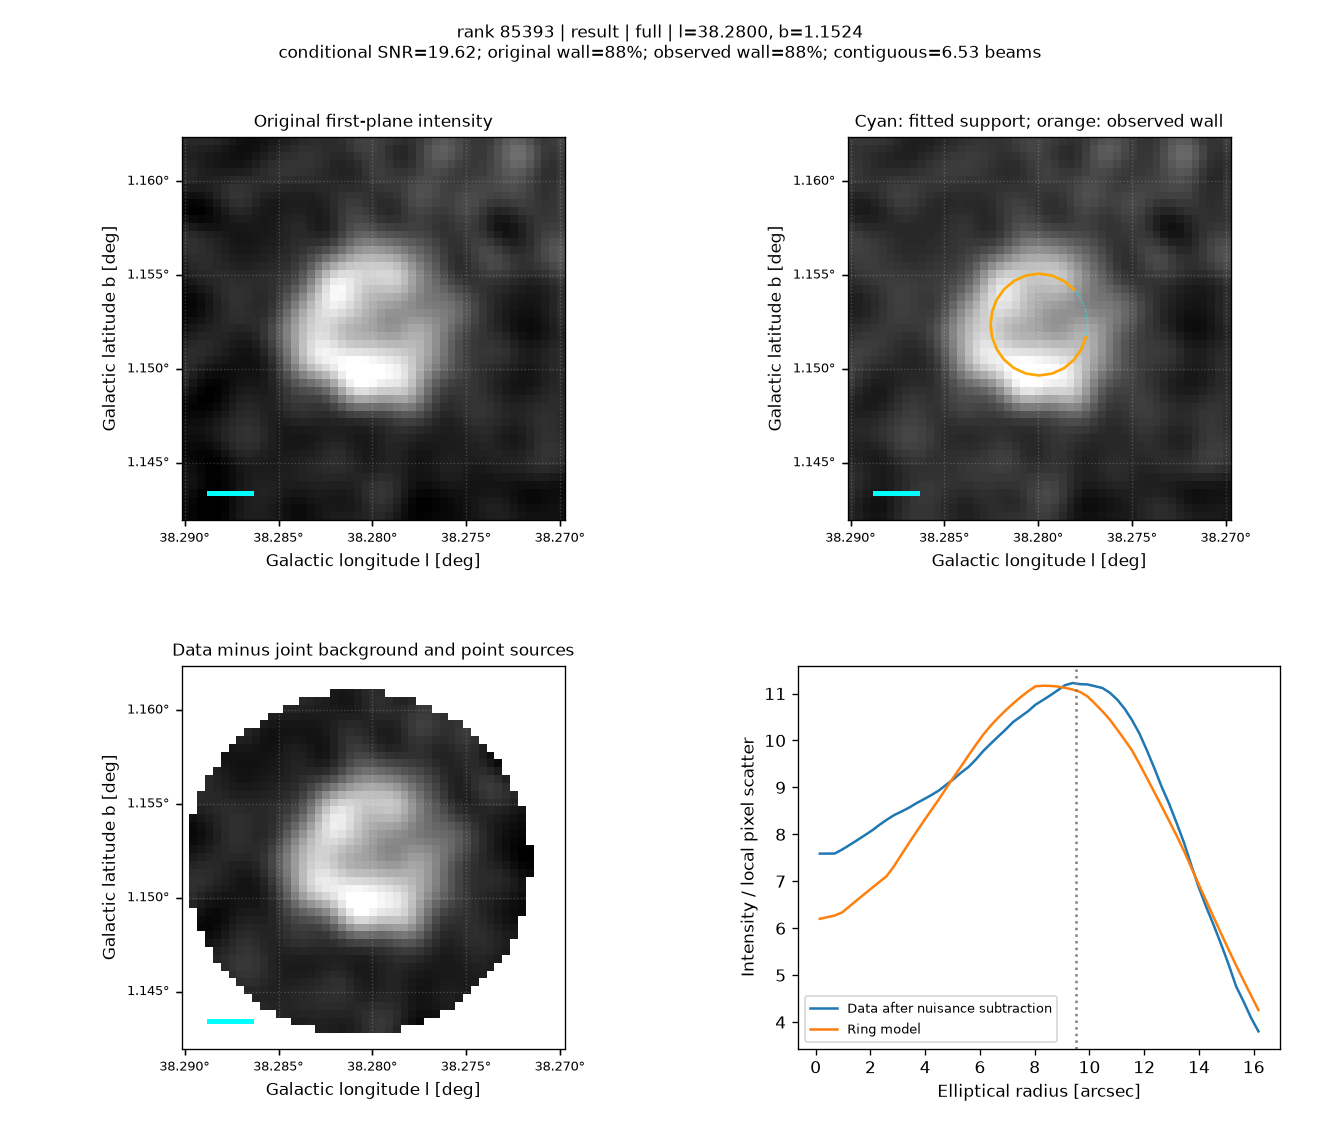 rank 85393 | result | full | l=38.2800, b=1.1524
conditional SNR=19.62; original wall=88%; observed wall=88%; contiguous=6.53 beams
Original first-plane intensity
1.160°
1.155°
1.150°
1.145°
Galactic latitude b [deg]
38.290°
38.285°
38.280°
38.275°
38.270°
Galactic longitude l [deg]
Cyan: fitted support; orange: observed wall
1.160°
1.155°
1.150°
1.145°
Galactic latitude b [deg]
38.290°
38.285°
38.280°
38.275°
38.270°
Galactic longitude l [deg]
Data minus joint background and point sources
1.160°
1.155°
1.150°
1.145°
Galactic latitude b [deg]
38.290°
38.285°
38.280°
38.275°
38.270°
Galactic longitude l [deg]
11
10
9
8
7
6
5
4
Intensity / local pixel scatter
Data after nuisance subtraction
Ring model
0
2
4
6
8
10
12
14
16
Elliptical radius [arcsec]